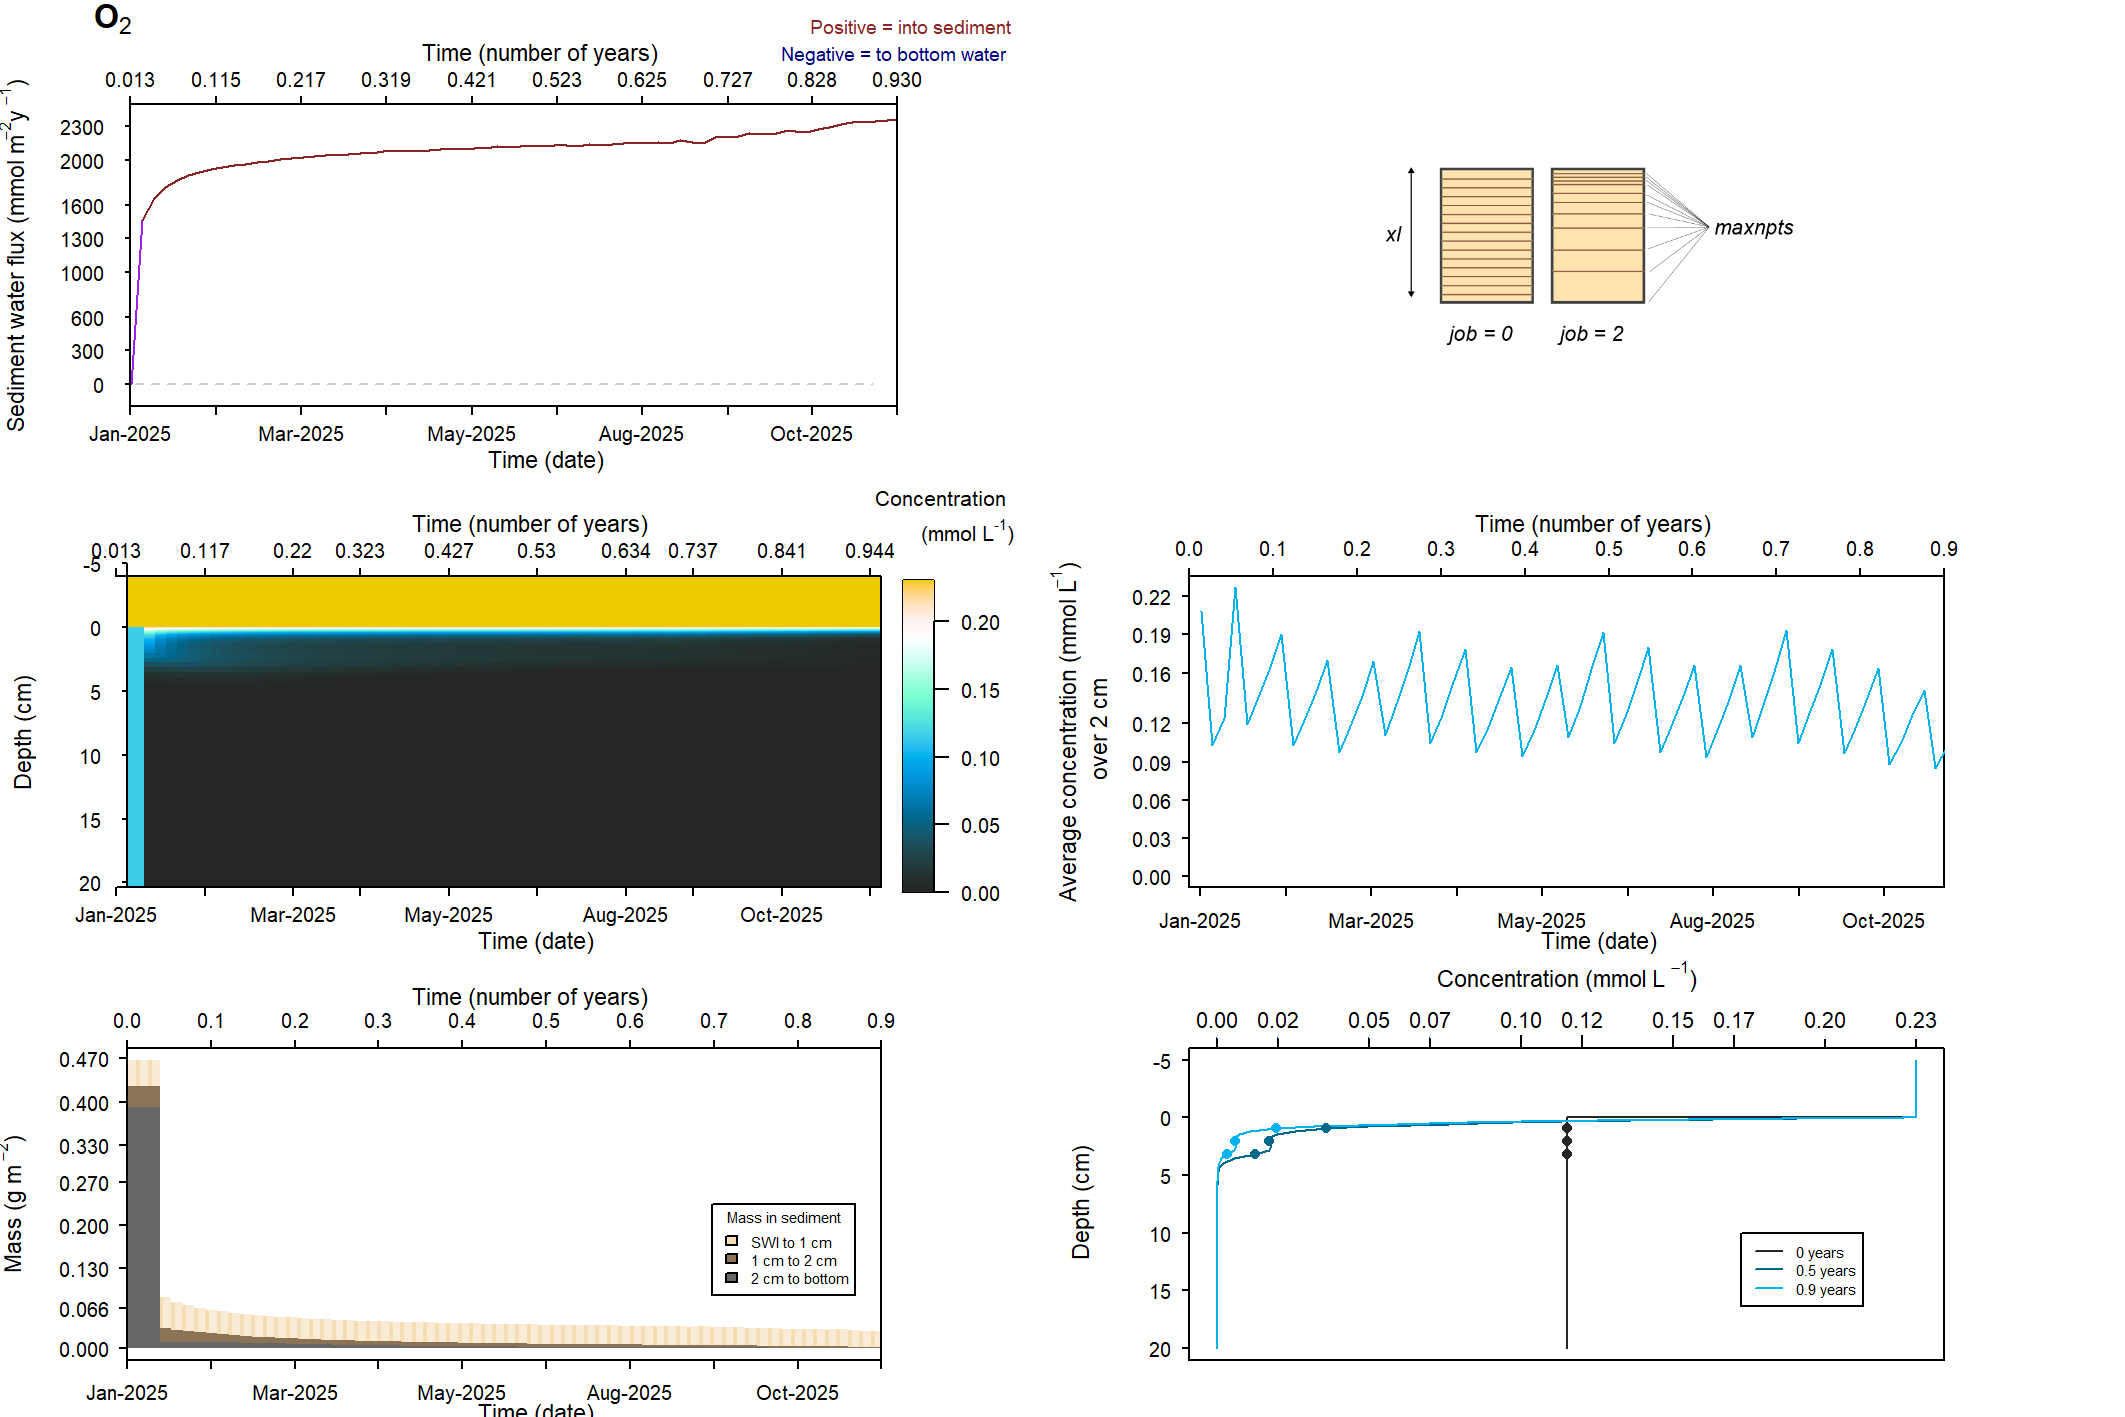 O2
Positive = into sediment
Negative = to bottom water
Time (number of years)
0.013 0.115 0.217 0.319 0.421 0.523 0.625 0.727 0.828 0.930
Sediment water flux (mmol m−2y−1)
2300
2000
1600
1300
1000
600
300
0
Jan-2025 Mar-2025 May-2025 Aug-2025 Oct-2025
Time (date)
xl
maxnpts
job = 0 job = 2
Concentration
(mmol L-1)
Time (number of years)
0.013 0.117 0.22 0.323 0.427 0.53 0.634 0.737 0.841 0.944
Depth (cm)
-5
0
5
10
15
20
0.20
0.15
0.10
0.05
0.00
Jan-2025 Mar-2025 May-2025 Aug-2025 Oct-2025
Time (date)
Time (number of years)
0.0 0.1 0.2 0.3 0.4 0.5 0.6 0.7 0.8 0.9
Average concentration (mmol L−1)
over 2 cm
0.22
0.19
0.16
0.12
0.09
0.06
0.03
0.00
Jan-2025 Mar-2025 May-2025 Aug-2025 Oct-2025
Time (date)
Time (number of years)
0.0 0.1 0.2 0.3 0.4 0.5 0.6 0.7 0.8 0.9
Mass (g m−2)
0.470
0.400
0.330
0.270
0.200
0.130
0.066
0.000
Mass in sediment
SWI to 1 cm
1 cm to 2 cm
2 cm to bottom
Jan-2025 Mar-2025 May-2025 Aug-2025 Oct-2025
Time (date)
Concentration (mmol L −1)
0.00 0.02 0.05 0.07 0.10 0.12 0.15 0.17 0.20 0.23
Depth (cm)
-5
0
5
10
15
20
0 years
0.5 years
0.9 years